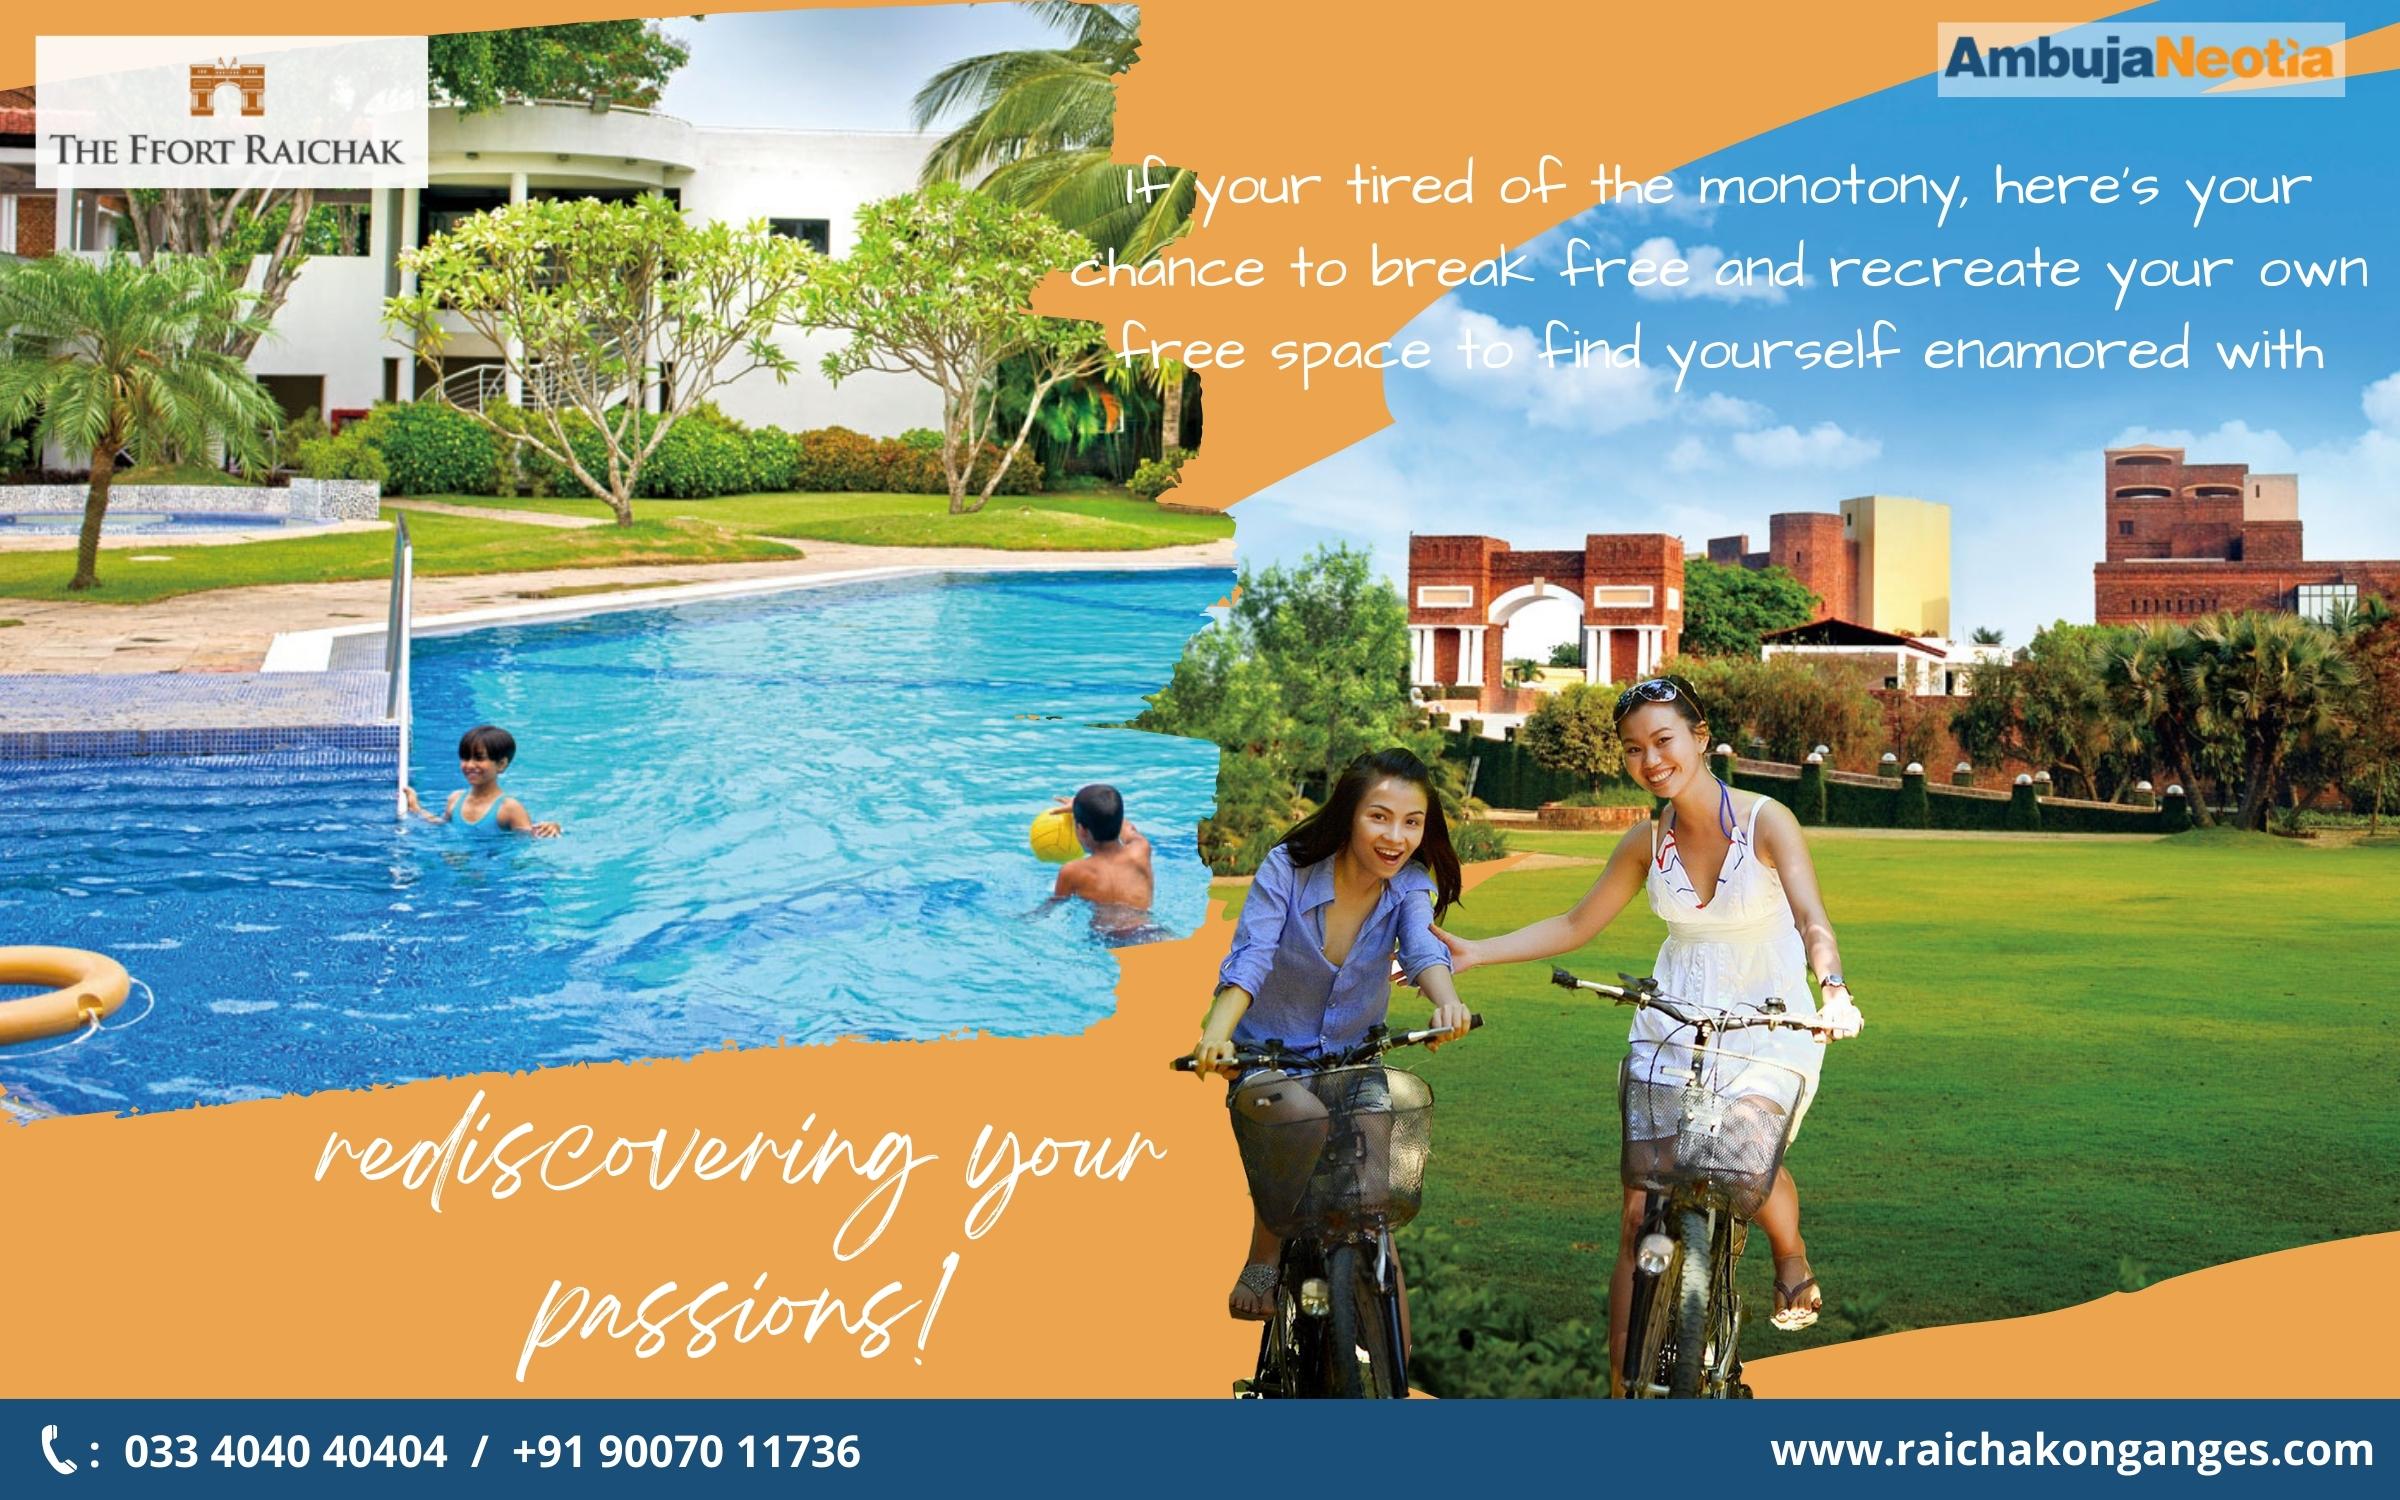 THE FFORT RAICHAK
AmbujaNeotia
If your tired of the monotony, here's your
chance to break free and recreate your own
free space to find yourself enamored with
rediscovering your
passions!
: 033 4040 40404 / +91 90070 11736
www.raichakonganges.com